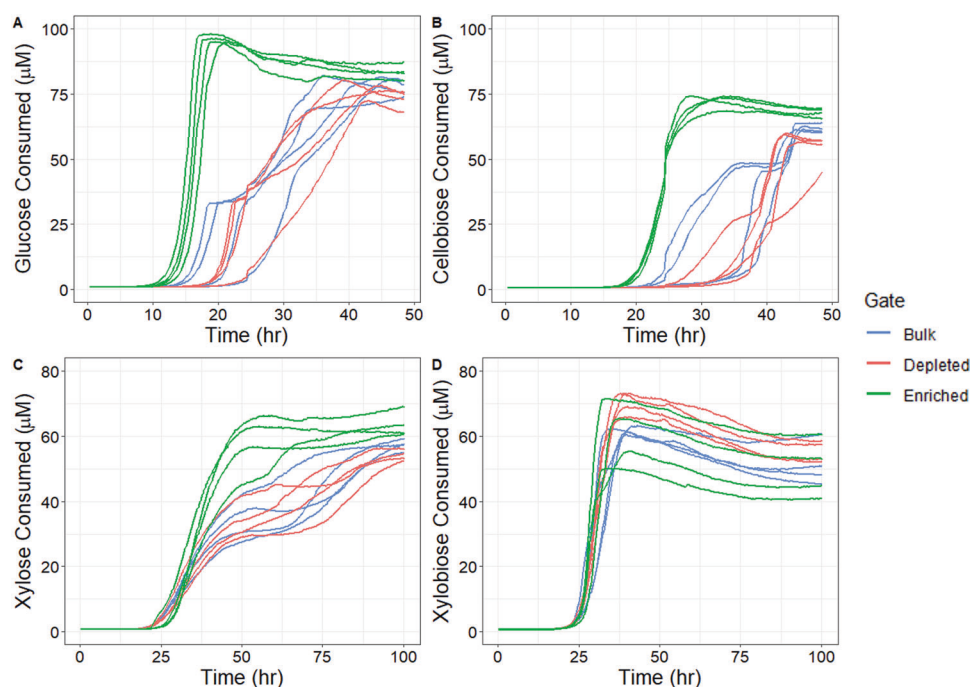 A
Glucose Consumed (μM)
100
75
50
25
0
0 10 20 30 40 50
Time (hr)
B
Cellobiose Consumed (μM)
100
75
50
25
0
0 10 20 30 40 50
Time (hr)
C
Xylose Consumed (μM)
80
60
40
20
0
0 25 50 75 100
Time (hr)
D
Xylobiose Consumed (μM)
80
60
40
20
0
0 25 50 75 100
Time (hr)
Gate
Bulk
Depleted
Enriched